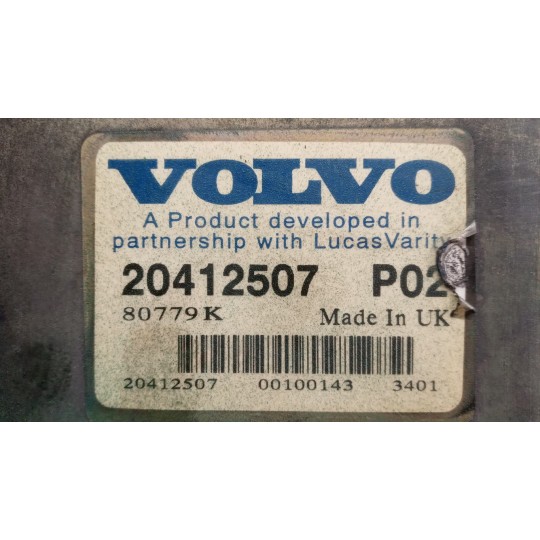 VOLVO
A Product developed in
partnership with LucasVarity
20412507 P02
80779K Made In UK
20412507 00100143 3401